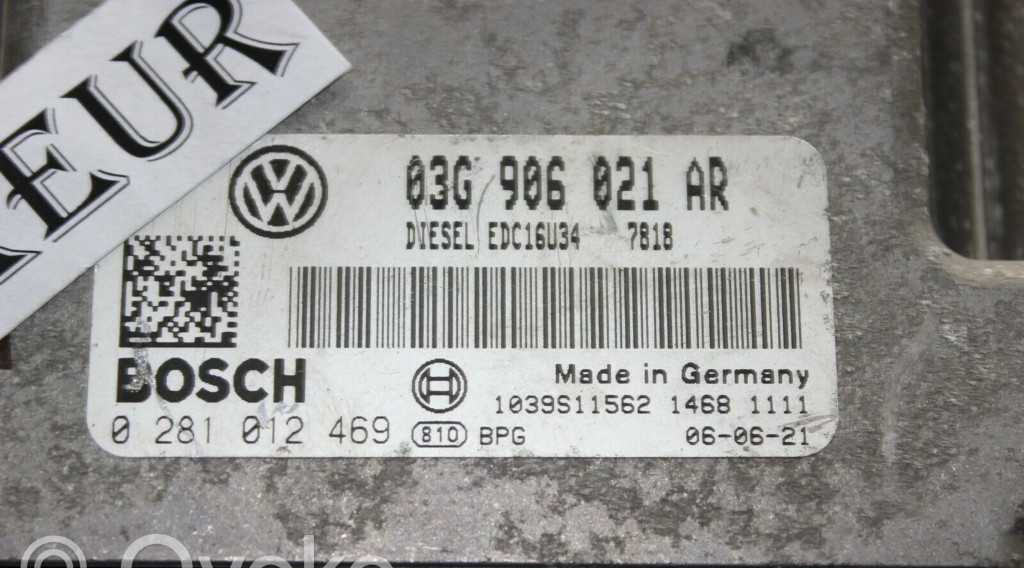 EUR
03G 906 021 AR
DIESEL EDC16U34 7818
BOSCH
Made in Germany
1039S11562 1468 1111
0 281 012 469 810 BPG 06-06-21